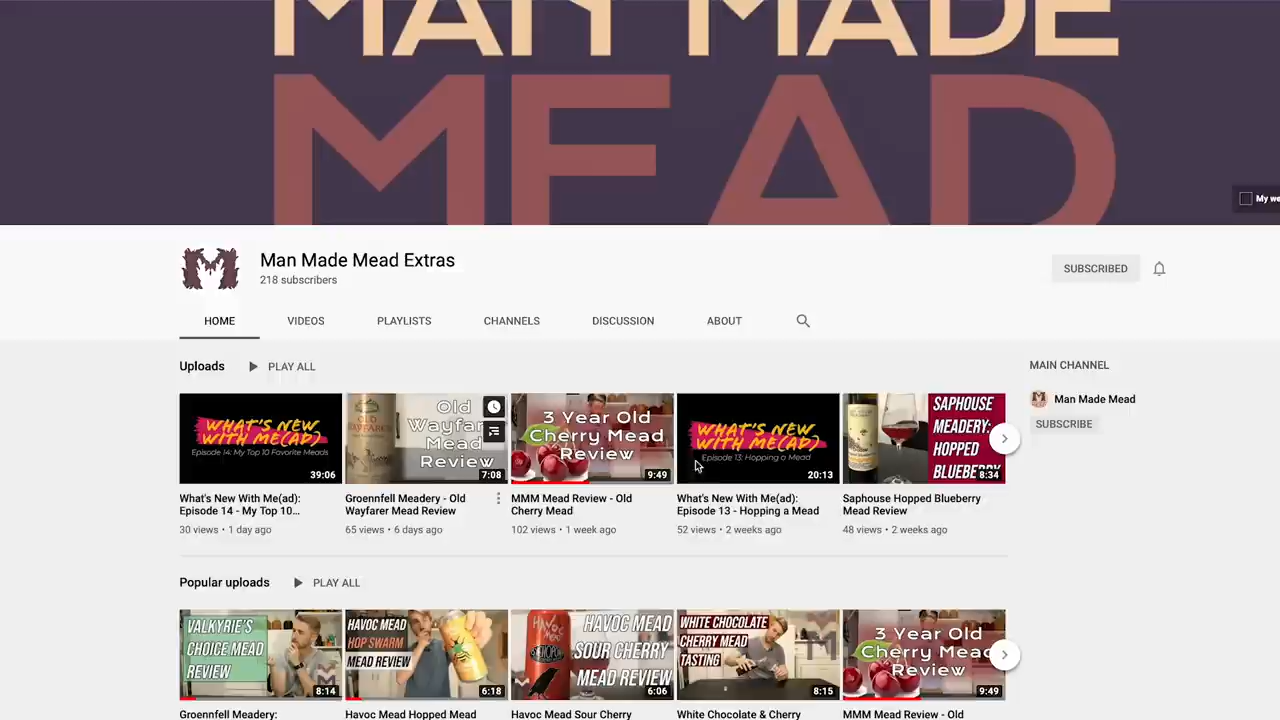 MAN MADE
MEAD
My we
Man Made Mead Extras
218 subscribers
SUBSCRIBED
HOME
VIDEOS
PLAYLISTS
CHANNELS
DISCUSSION
ABOUT
Uploads
PLAY ALL
MAIN CHANNEL
Man Made Mead
SUBSCRIBE
WHAT'S NEW
WITH ME(AD)
Episode 14: My Top 10 Favorite Meads
39:06
Old
Wayfar
Mead
Review
7:08
3 Year Old
Cherry Mead
Review
9:49
WHAT'S NEW
WITH ME(AD)
Episode 13: Hopping a Mead
20:13
SAPHOUSE
MEADERY:
HOPPED
BLUEBERRY
8:34
What's New With Me(ad):
Episode 14 - My Top 10...
30 views • 1 day ago
Groennfell Meadery - Old
Wayfarer Mead Review
65 views • 6 days ago
MMM Mead Review - Old
Cherry Mead
102 views • 1 week ago
What's New With Me(ad):
Episode 13 - Hopping a Mead
52 views • 2 weeks ago
Saphouse Hopped Blueberry
Mead Review
48 views • 2 weeks ago
Popular uploads
PLAY ALL
VALKYRIE'S
CHOICE MEAD
REVIEW
8:14
HAVOC MEAD
HOP SWARM
MEAD REVIEW
6:18
HAVOC MEAD
SOUR CHERRY
MEAD REVIEW
6:06
WHITE CHOCOLATE
CHERRY MEAD
TASTING
8:15
3 Year Old
Cherry Mead
Review
9:49
Groennfell Meadery:
Havoc Mead Hopped Mead
Havoc Mead Sour Cherry
White Chocolate & Cherry
MMM Mead Review - Old